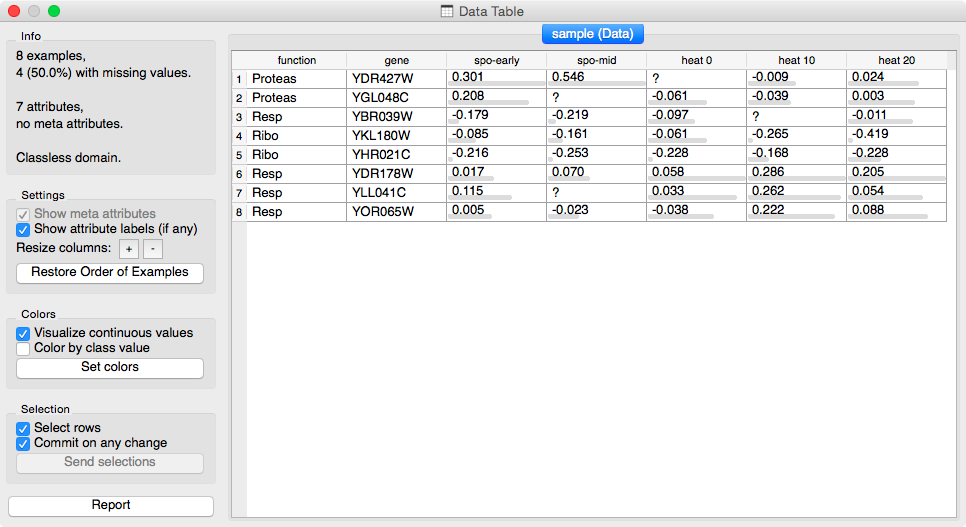 Data Table
Info
8 examples,
4 (50.0%) with missing values.
7 attributes,
no meta attributes.
Classless domain.
Settings
Show meta attributes
Show attribute labels (if any)
Resize columns: + -
Restore Order of Examples
Colors
Visualize continuous values
Color by class value
Set colors
Selection
Select rows
Commit on any change
Send selections
Report
sample (Data)
function gene spo-early spo-mid heat 0 heat 10 heat 20
1 Proteas YDR427W 0.301 0.546 ? -0.009 0.024
2 Proteas YGL048C 0.208 ? -0.061 -0.039 0.003
3 Resp YBR039W -0.179 -0.219 -0.097 ? -0.011
4 Ribo YKL180W -0.085 -0.161 -0.061 -0.265 -0.419
5 Ribo YHR021C -0.216 -0.253 -0.228 -0.168 -0.228
6 Resp YDR178W 0.017 0.070 0.058 0.286 0.205
7 Resp YLL041C 0.115 ? 0.033 0.262 0.054
8 Resp YOR065W 0.005 -0.023 -0.038 0.222 0.088